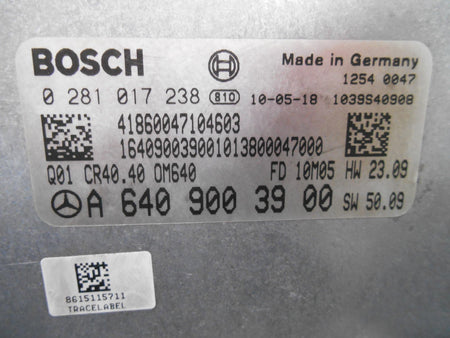 BOSCH
Made in Germany
1254 0047
0 281 017 238 810 10-05-18 1039S40908
41860047104603
164090039001013800047000
Q01 CR40.40 DM640 FD 10M05 HW 23.09
A 640 900 39 00 SW 50.09
8615115711
TRACELABEL